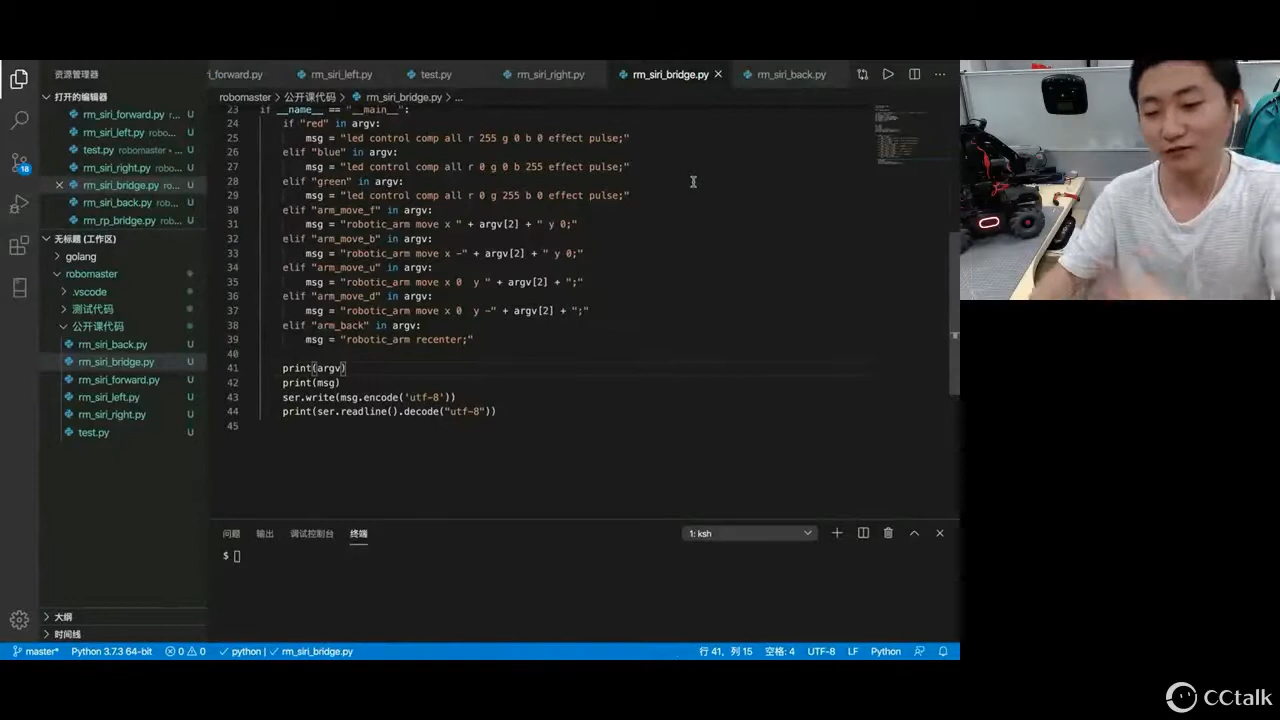 资源管理器
i_forward.py
rm_siri_left.py
test.py
rm_siri_right.py
rm_siri_bridge.py
rm_siri_back.py
打开的编辑器
rm_siri_forward.py r...
rm_siri_left.py robo...
test.py robomaster •...
rm_siri_right.py rob...
rm_siri_bridge.py ro...
rm_siri_back.py rob...
rm_rp_bridge.py rob...
无标题 (工作区)
golang
robomaster
.vscode
测试代码
公开课代码
rm_siri_back.py U
rm_siri_bridge.py U
rm_siri_forward.py U
rm_siri_left.py U
rm_siri_right.py U
test.py U
大纲
时间线
18
robomaster > 公开课代码 > rm_siri_bridge.py > ...
23 if __name__ == "__main__":
24 if "red" in argv:
25 msg = "led control comp all r 255 g 0 b 0 effect pulse;"
26 elif "blue" in argv:
27 msg = "led control comp all r 0 g 0 b 255 effect pulse;"
28 elif "green" in argv:
29 msg = "led control comp all r 0 g 255 b 0 effect pulse;"
30 elif "arm_move_f" in argv:
31 msg = "robotic_arm move x " + argv[2] + " y 0;"
32 elif "arm_move_b" in argv:
33 msg = "robotic_arm move x -" + argv[2] + " y 0;"
34 elif "arm_move_u" in argv:
35 msg = "robotic_arm move x 0  y " + argv[2] + ";"
36 elif "arm_move_d" in argv:
37 msg = "robotic_arm move x 0  y -" + argv[2] + ";"
38 elif "arm_back" in argv:
39 msg = "robotic_arm recenter;"
40
41 print(argv)
42 print(msg)
43 ser.write(msg.encode('utf-8'))
44 print(ser.readline().decode("utf-8"))
45
问题 输出 调试控制台 终端 1: ksh
$
master* Python 3.7.3 64-bit 0 0 python | rm_siri_bridge.py 行 41，列 15 空格: 4 UTF-8 LF Python
CCtalk